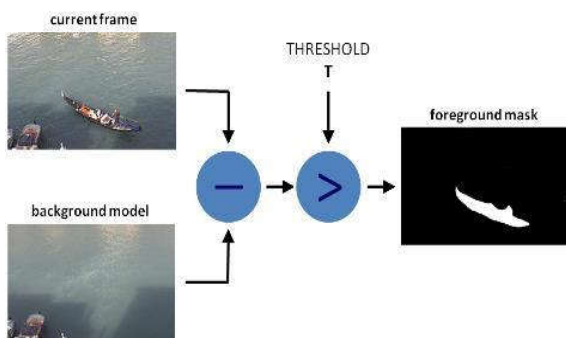 current frame
THRESHOLD
T
foreground mask
background model
−
>